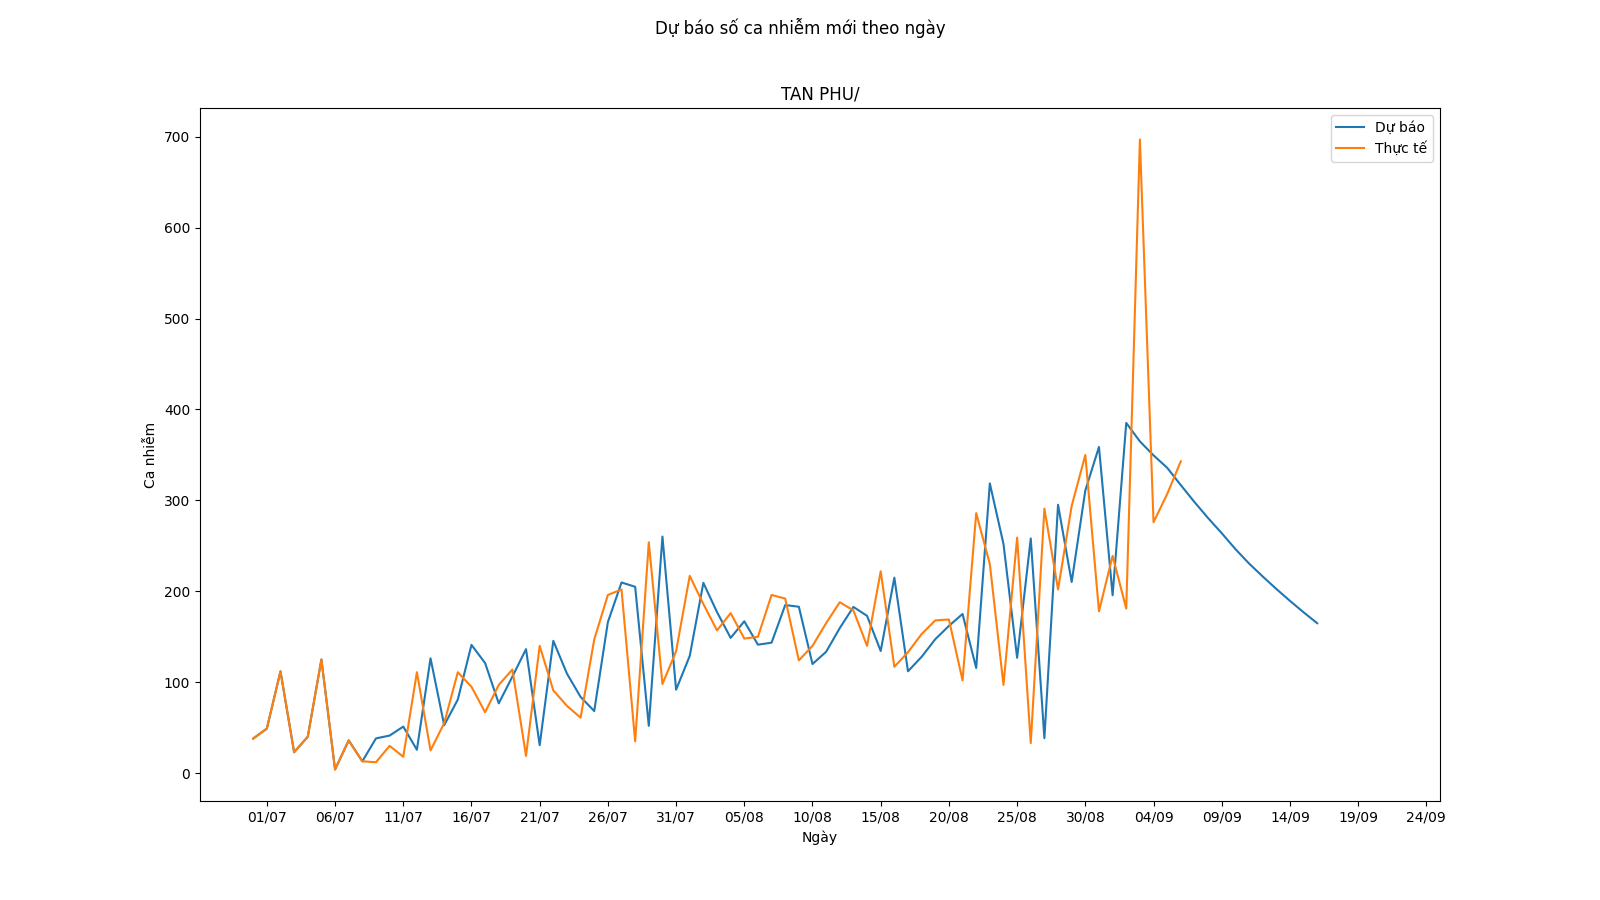 Dự báo số ca nhiễm mới theo ngày
TAN PHU/
Dự báo
Thực tế
700
600
500
400
300
200
100
0
Ca nhiễm
01/07 06/07 11/07 16/07 21/07 26/07 31/07 05/08 10/08 15/08 20/08 25/08 30/08 04/09 09/09 14/09 19/09 24/09
Ngày